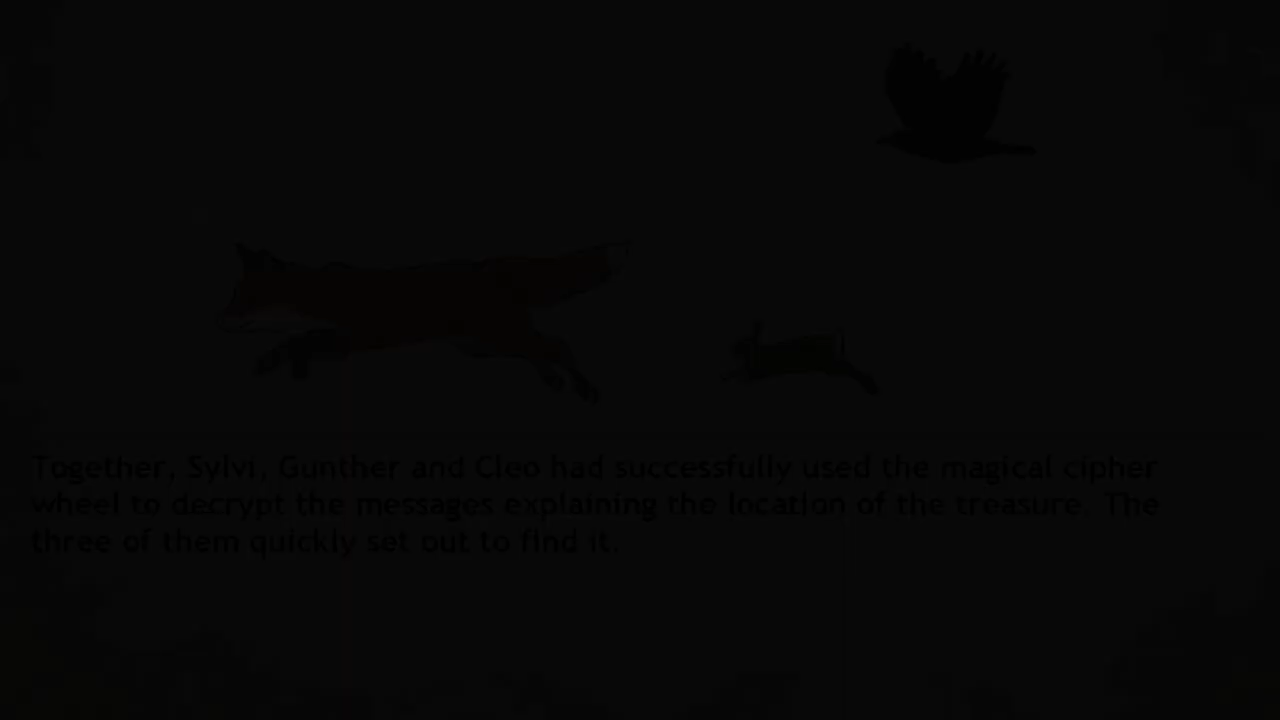 Together, Sylvi, Gunther and Cleo had successfully used the magical cipher
wheel to decrypt the messages explaining the location of the treasure. The
three of them quickly set out to find it.